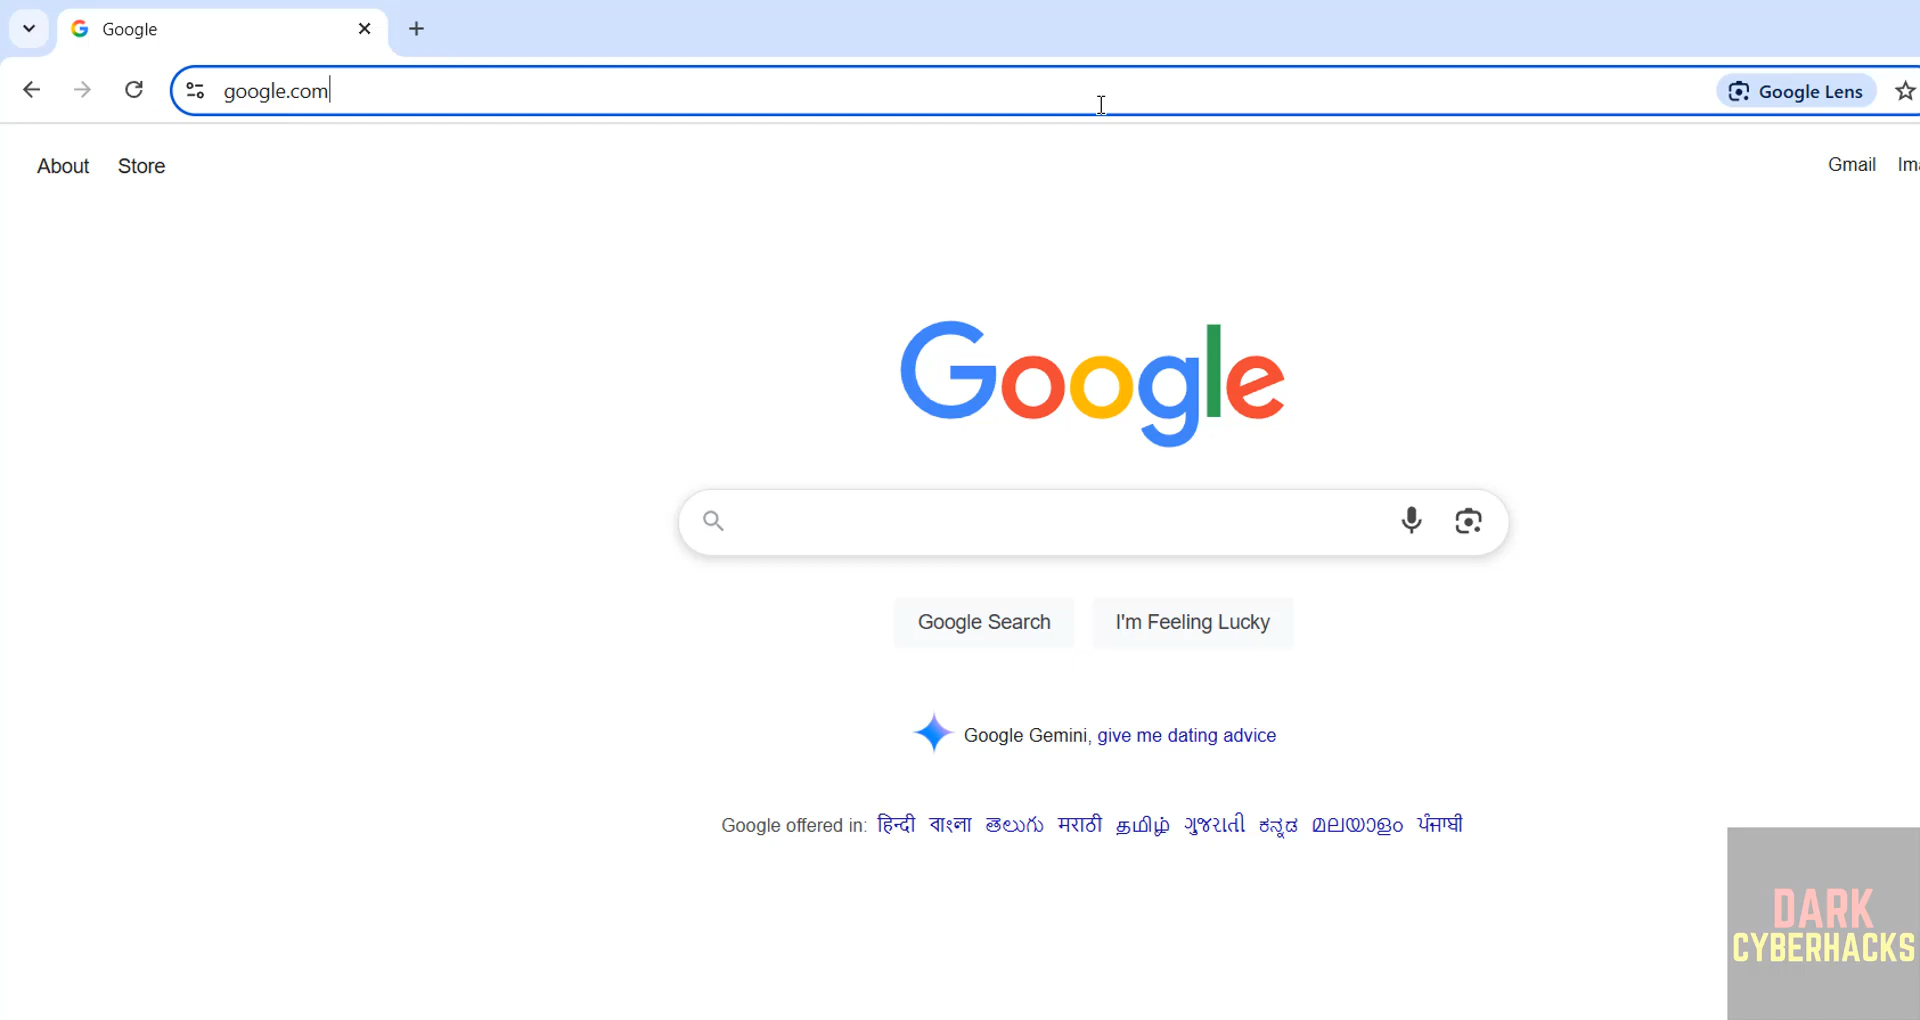 Google
google.com
Google Lens
About Store
Gmail
Google
Google Search
I'm Feeling Lucky
Google Gemini, give me dating advice
Google offered in: हिन्दी বাংলা తెలుగు मराठी தமிழ் ગુજરાતી ಕನ್ನಡ മലയാളം ਪੰਜਾਬੀ
DARK
CYBERHACKS